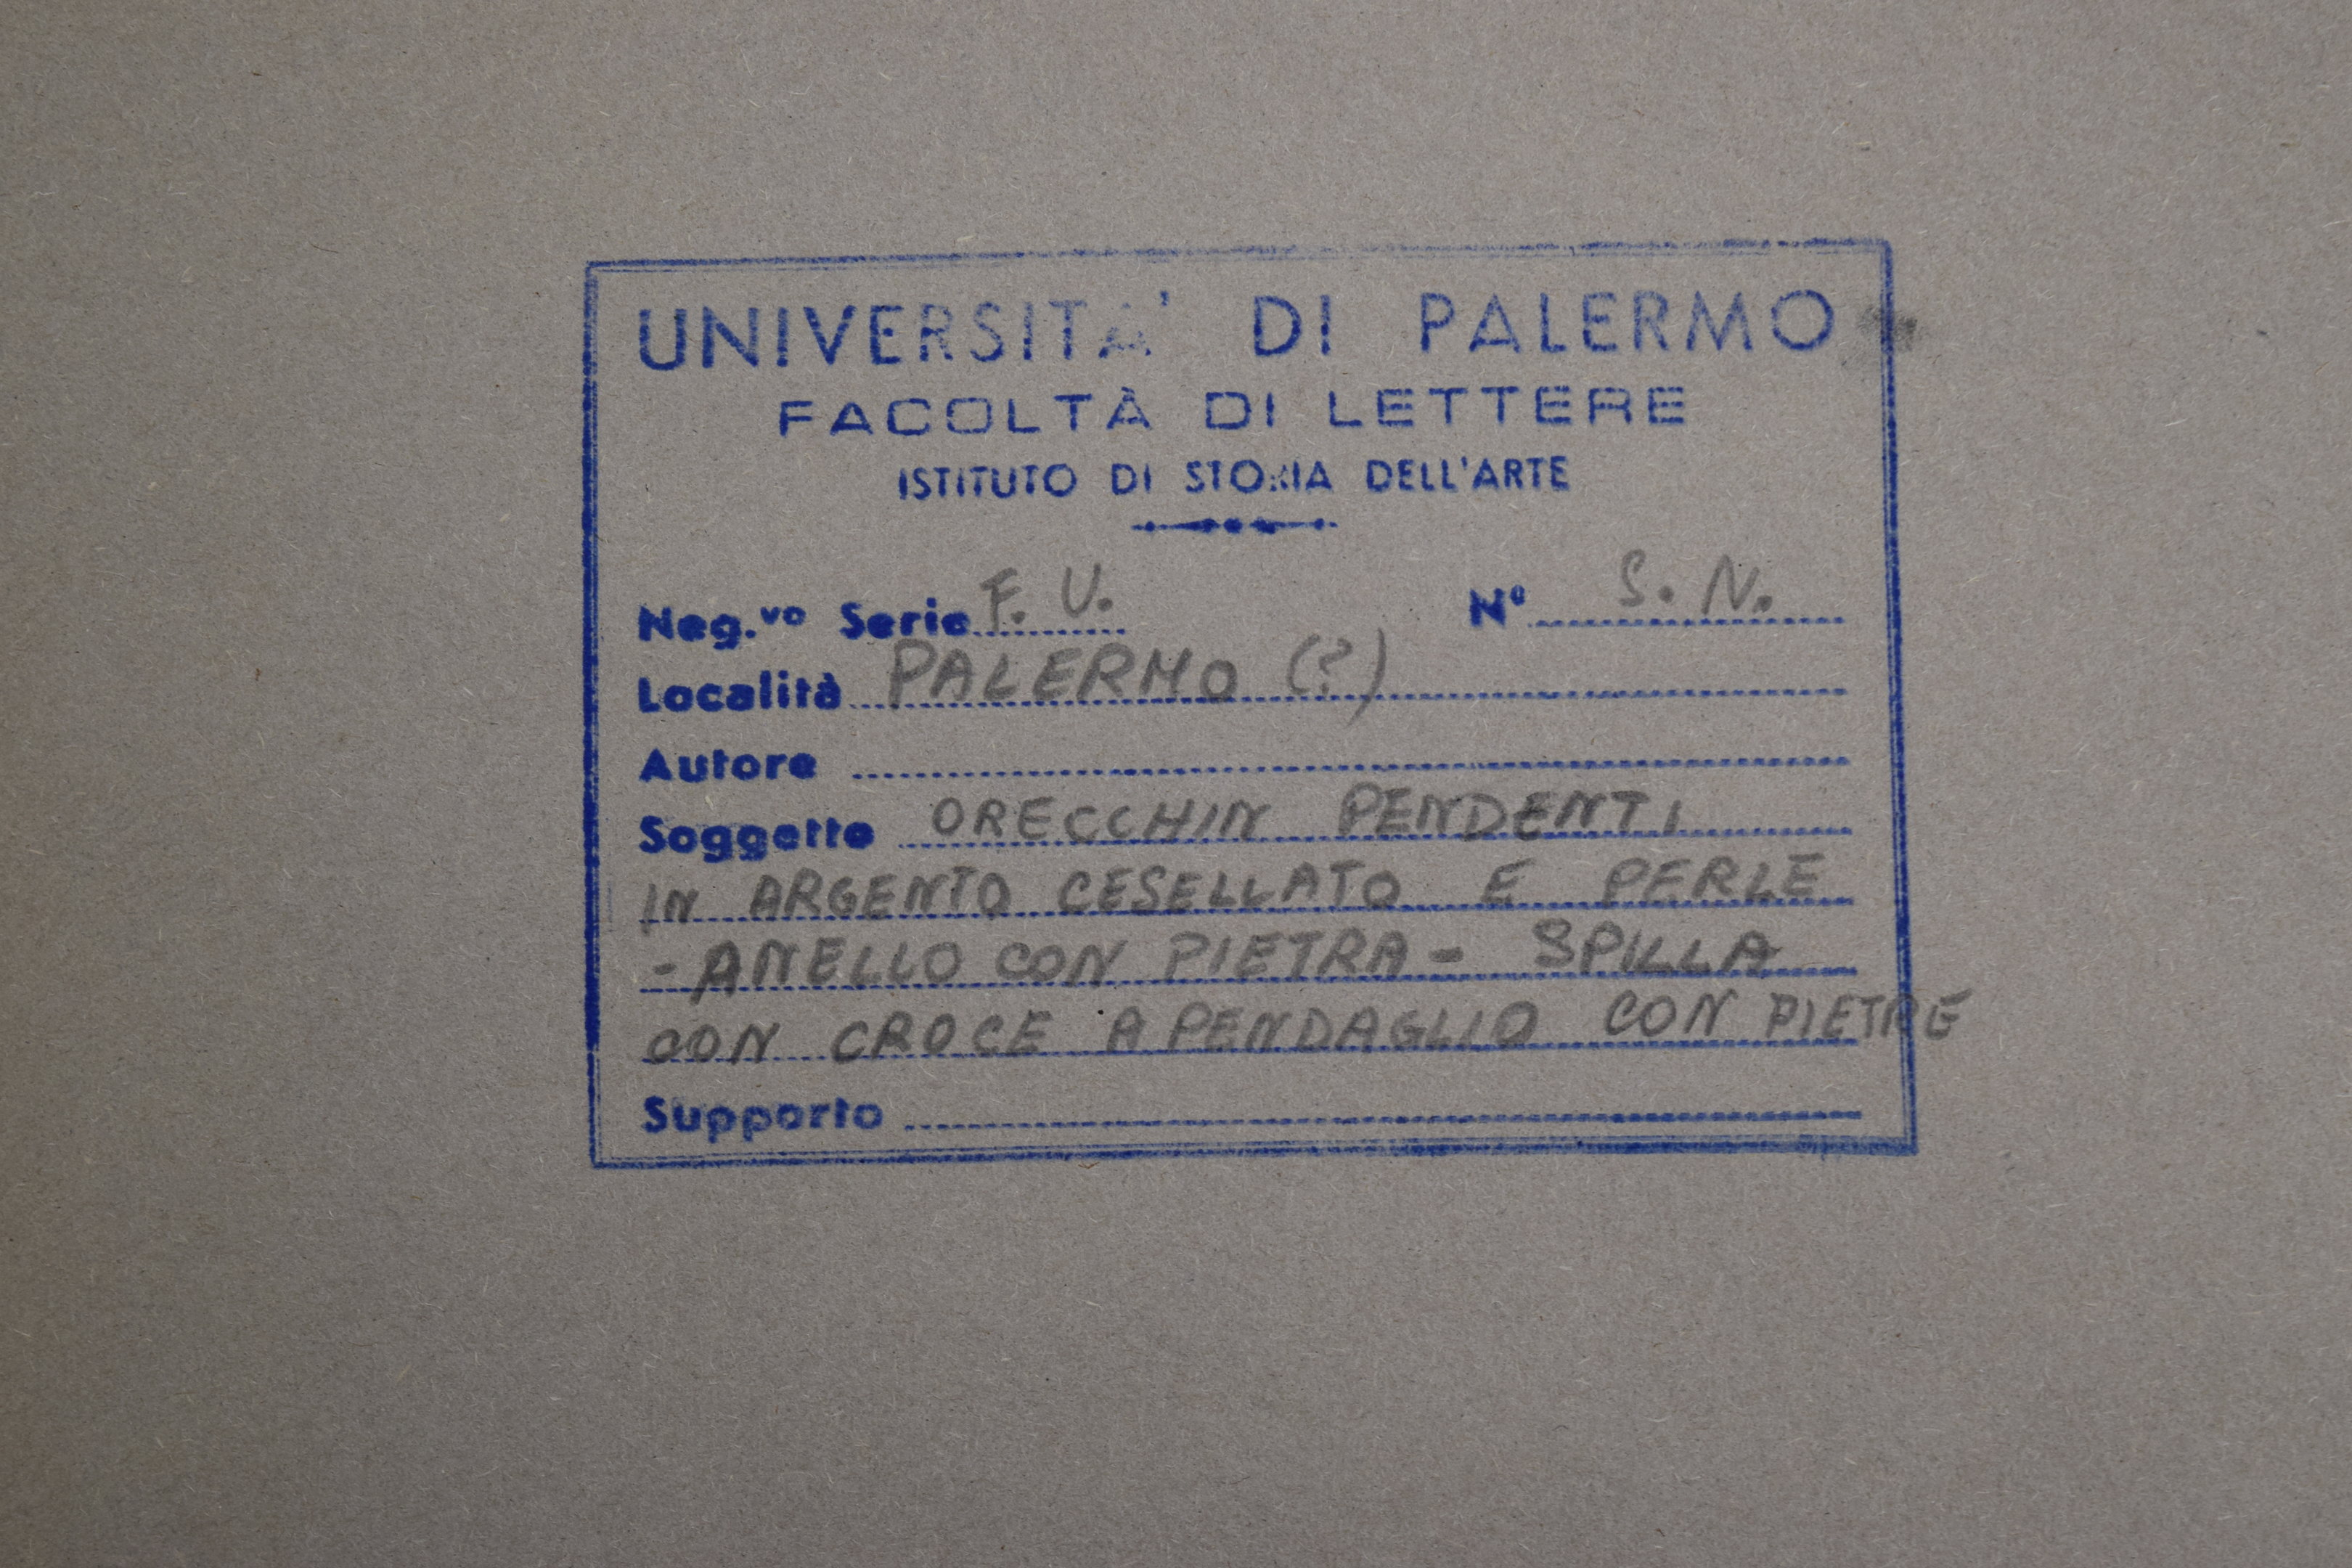 UNIVERSITA' DI PALERMO
FACOLTÀ DI LETTERE
ISTITUTO DI STORIA DELL'ARTE
Neg.vo Serie F. U. N° S. N.
Località PALERMO (?)
Autore
Soggetto ORECCHIN PENDENTI
IN ARGENTO CESELLATO E PERLE
- ANELLO CON PIETRA - SPILLA
CON CROCE A PENDAGLIO CON PIETRE
Supporto